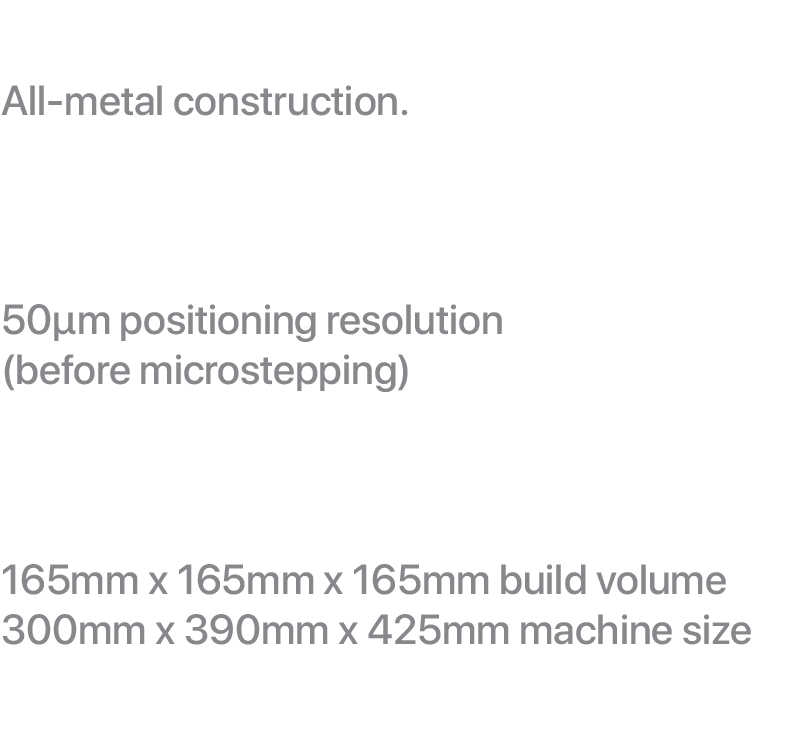 All-metal construction.
50µm positioning resolution
(before microstepping)
165mm x 165mm x 165mm build volume
300mm x 390mm x 425mm machine size